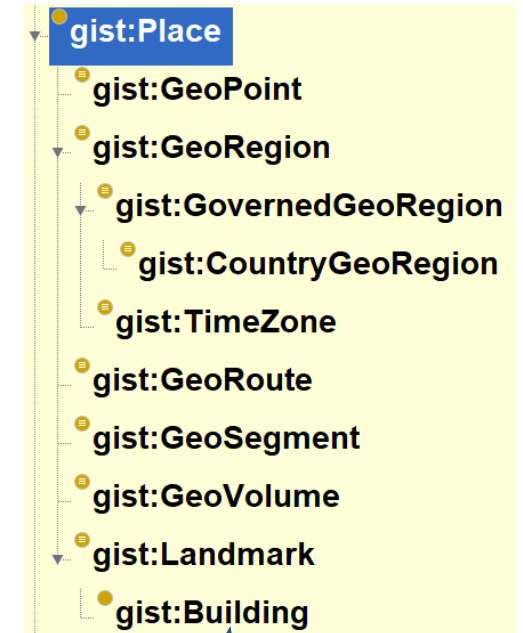 gist:Place
gist:GeoPoint
gist:GeoRegion
gist:GovernedGeoRegion
gist:CountryGeoRegion
gist:TimeZone
gist:GeoRoute
gist:GeoSegment
gist:GeoVolume
gist:Landmark
gist:Building